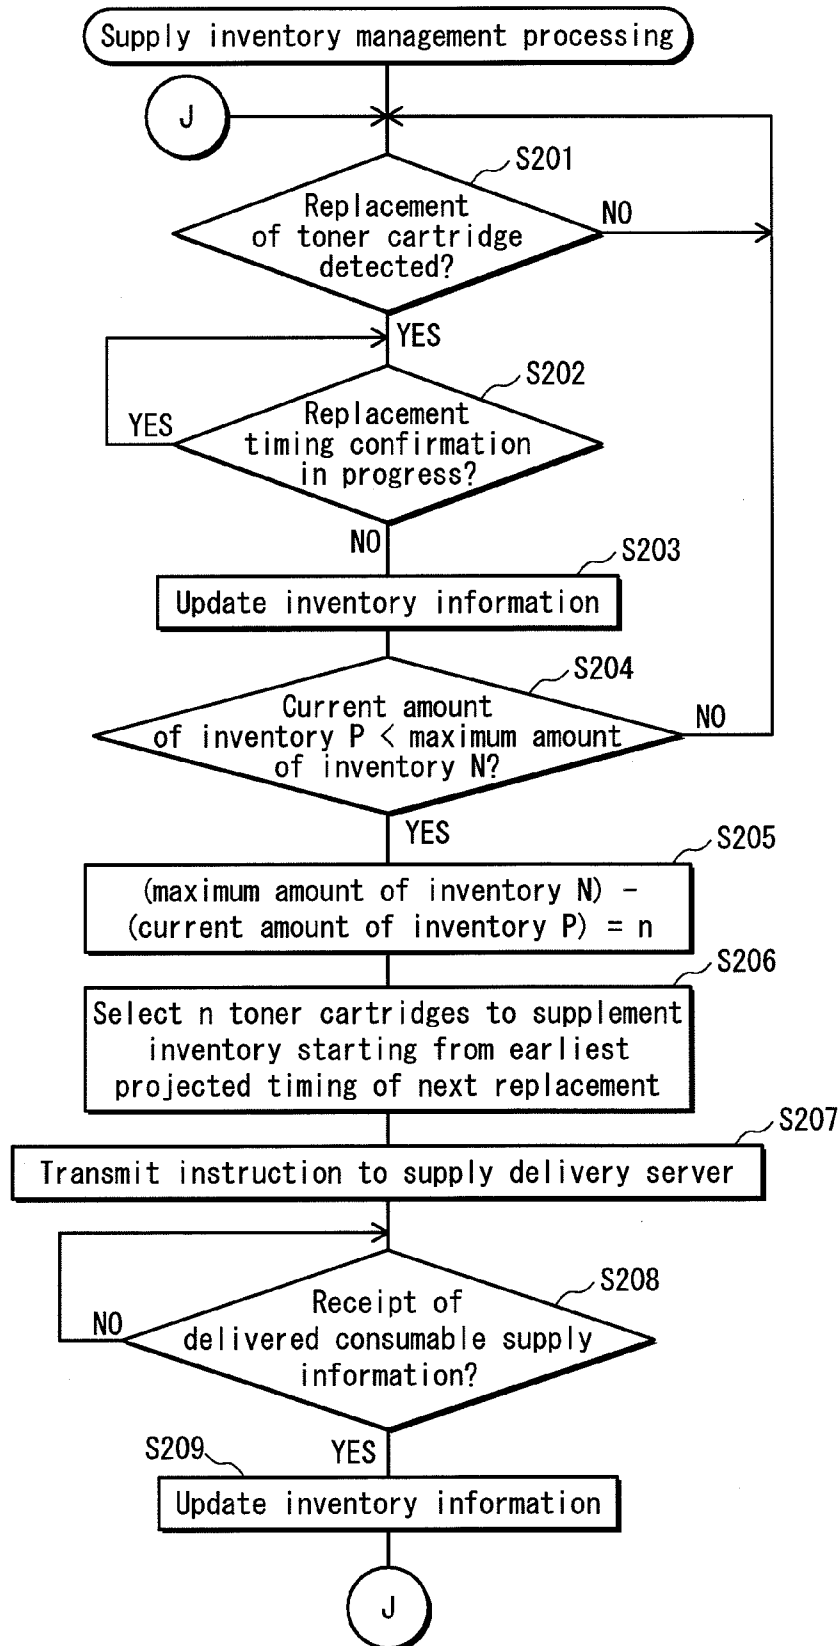 Supply inventory management processing
J
S201
Replacement
of toner cartridge
detected?
NO
YES
S202
Replacement
timing confirmation
in progress?
YES
NO
S203
Update inventory information
S204
Current amount
of inventory P < maximum amount
of inventory N?
NO
YES
S205
(maximum amount of inventory N) -
(current amount of inventory P) = n
S206
Select n toner cartridges to supplement
inventory starting from earliest
projected timing of next replacement
S207
Transmit instruction to supply delivery server
S208
Receipt of
delivered consumable supply
information?
NO
YES
S209
Update inventory information
J